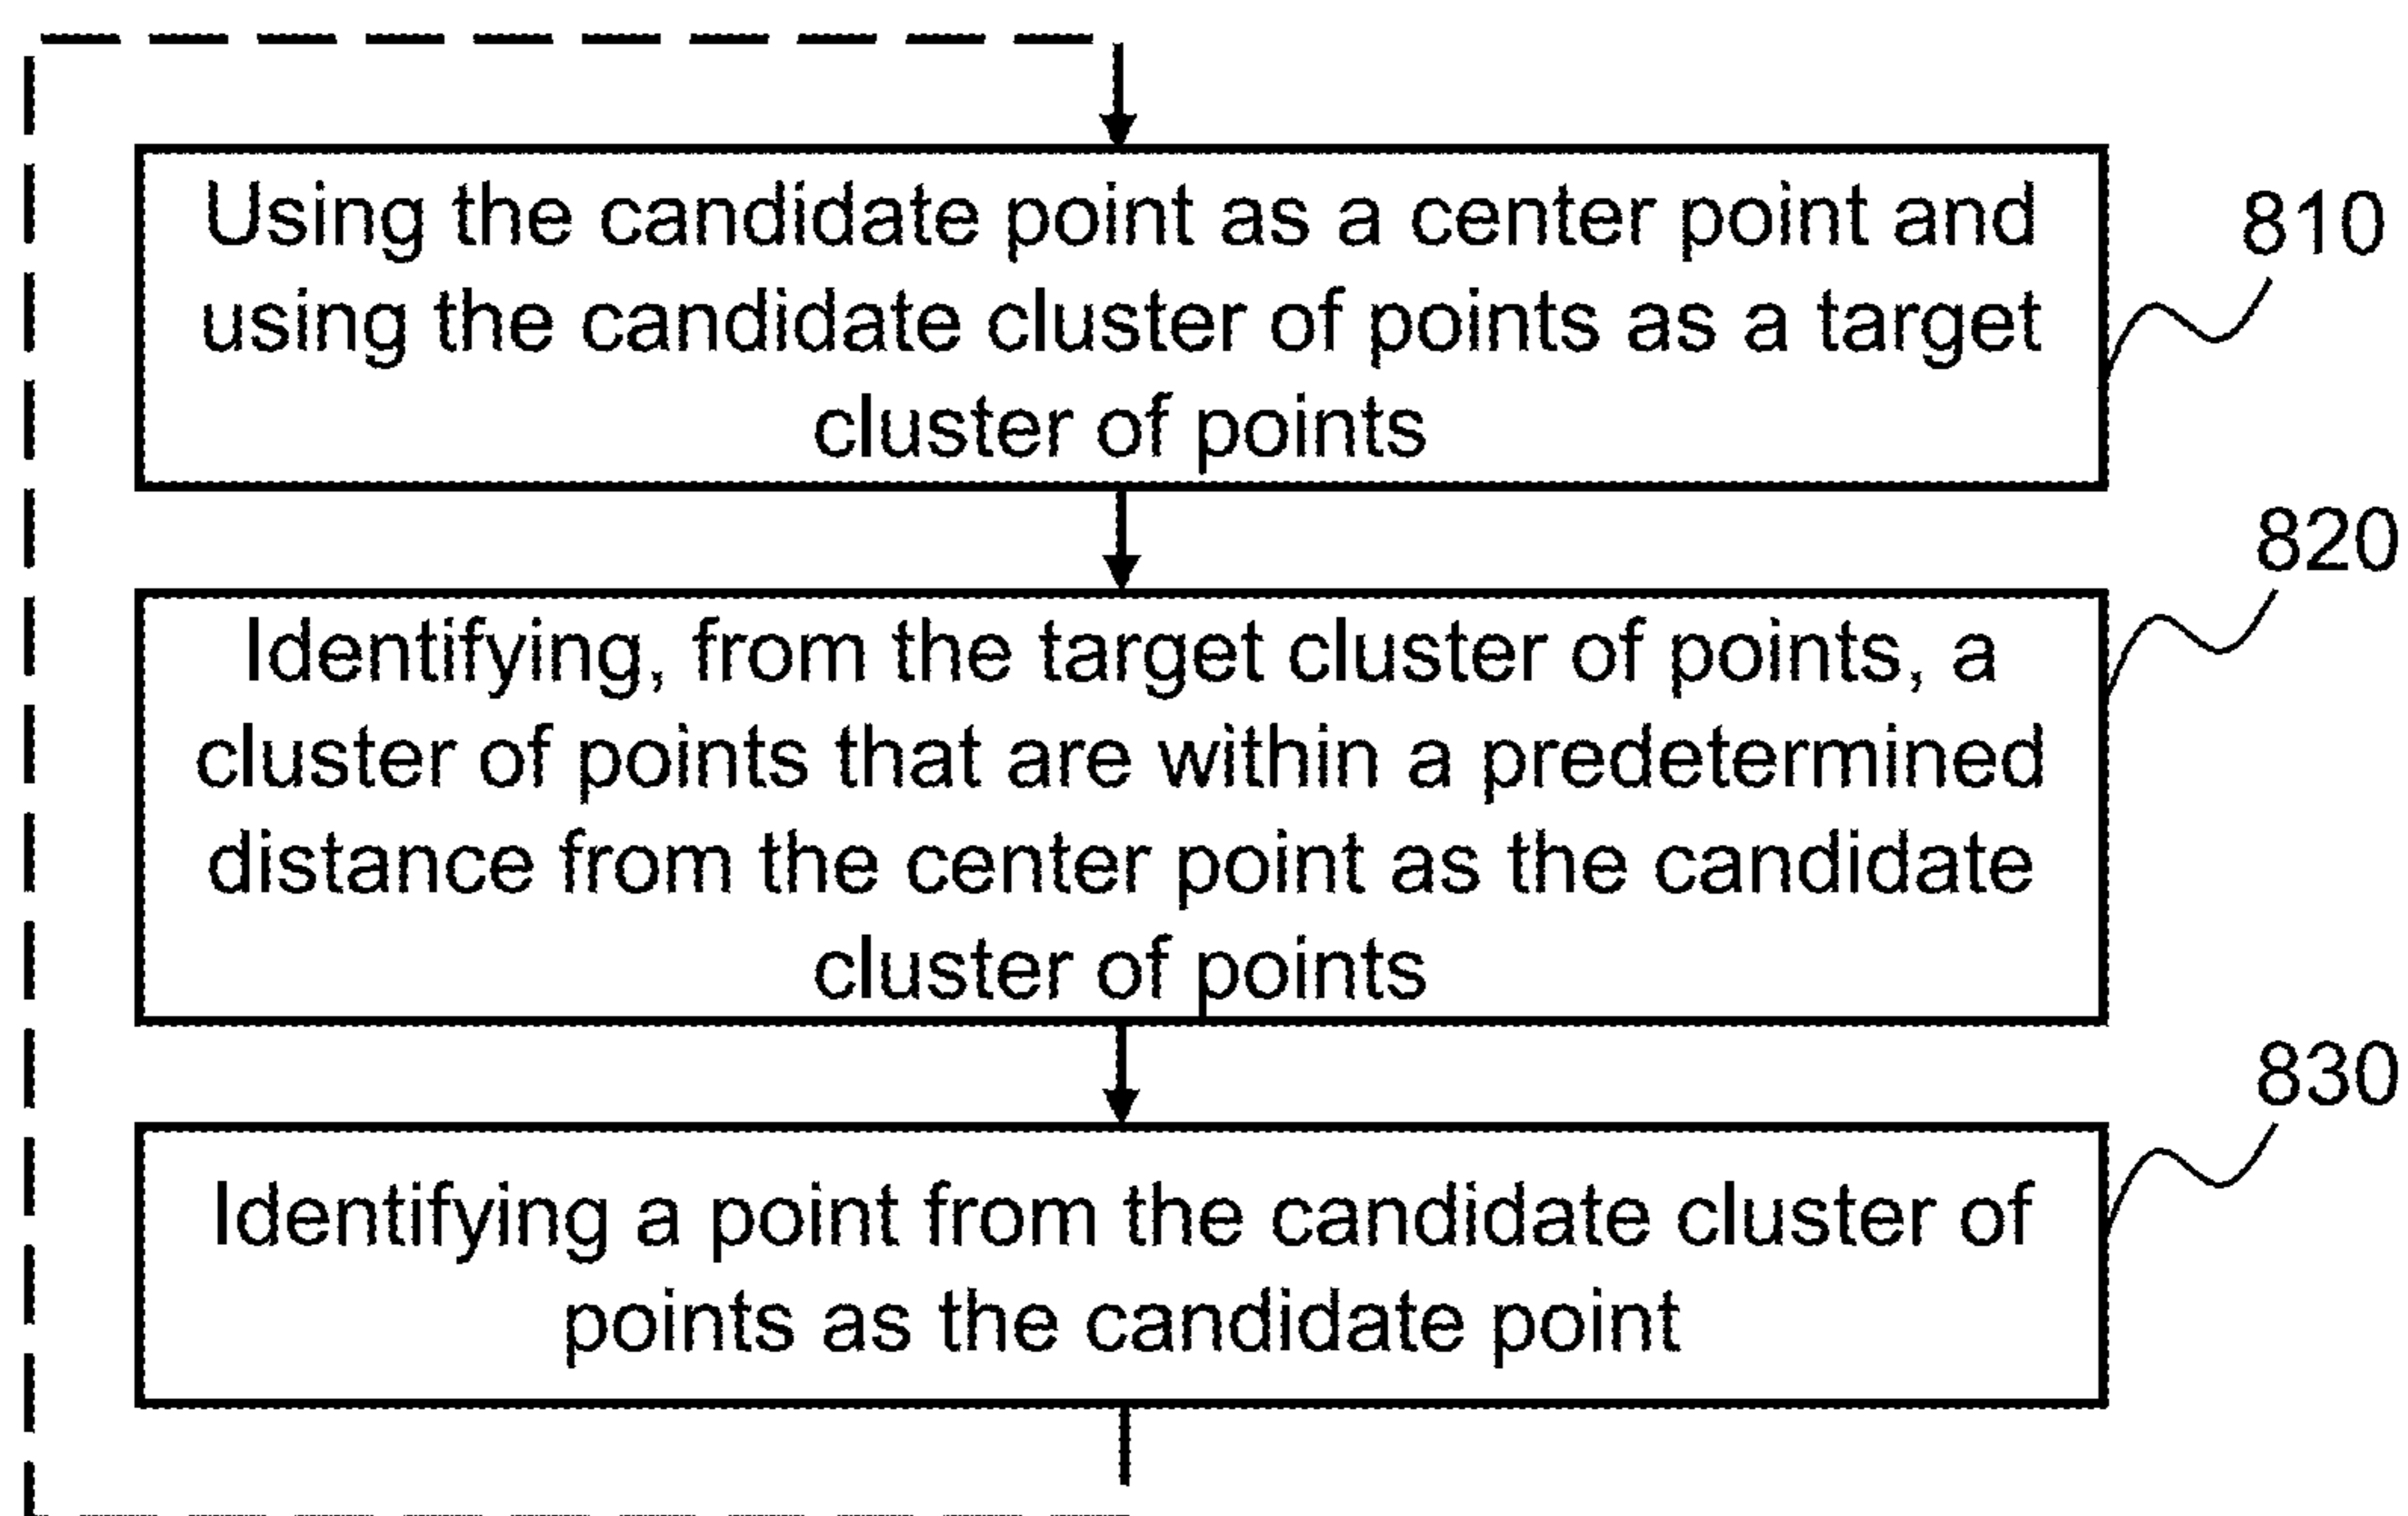 Using the candidate point as a center point and
using the candidate cluster of points as a target
cluster of points
810
Identifying, from the target cluster of points, a
cluster of points that are within a predetermined
distance from the center point as the candidate
cluster of points
820
Identifying a point from the candidate cluster of
points as the candidate point
830